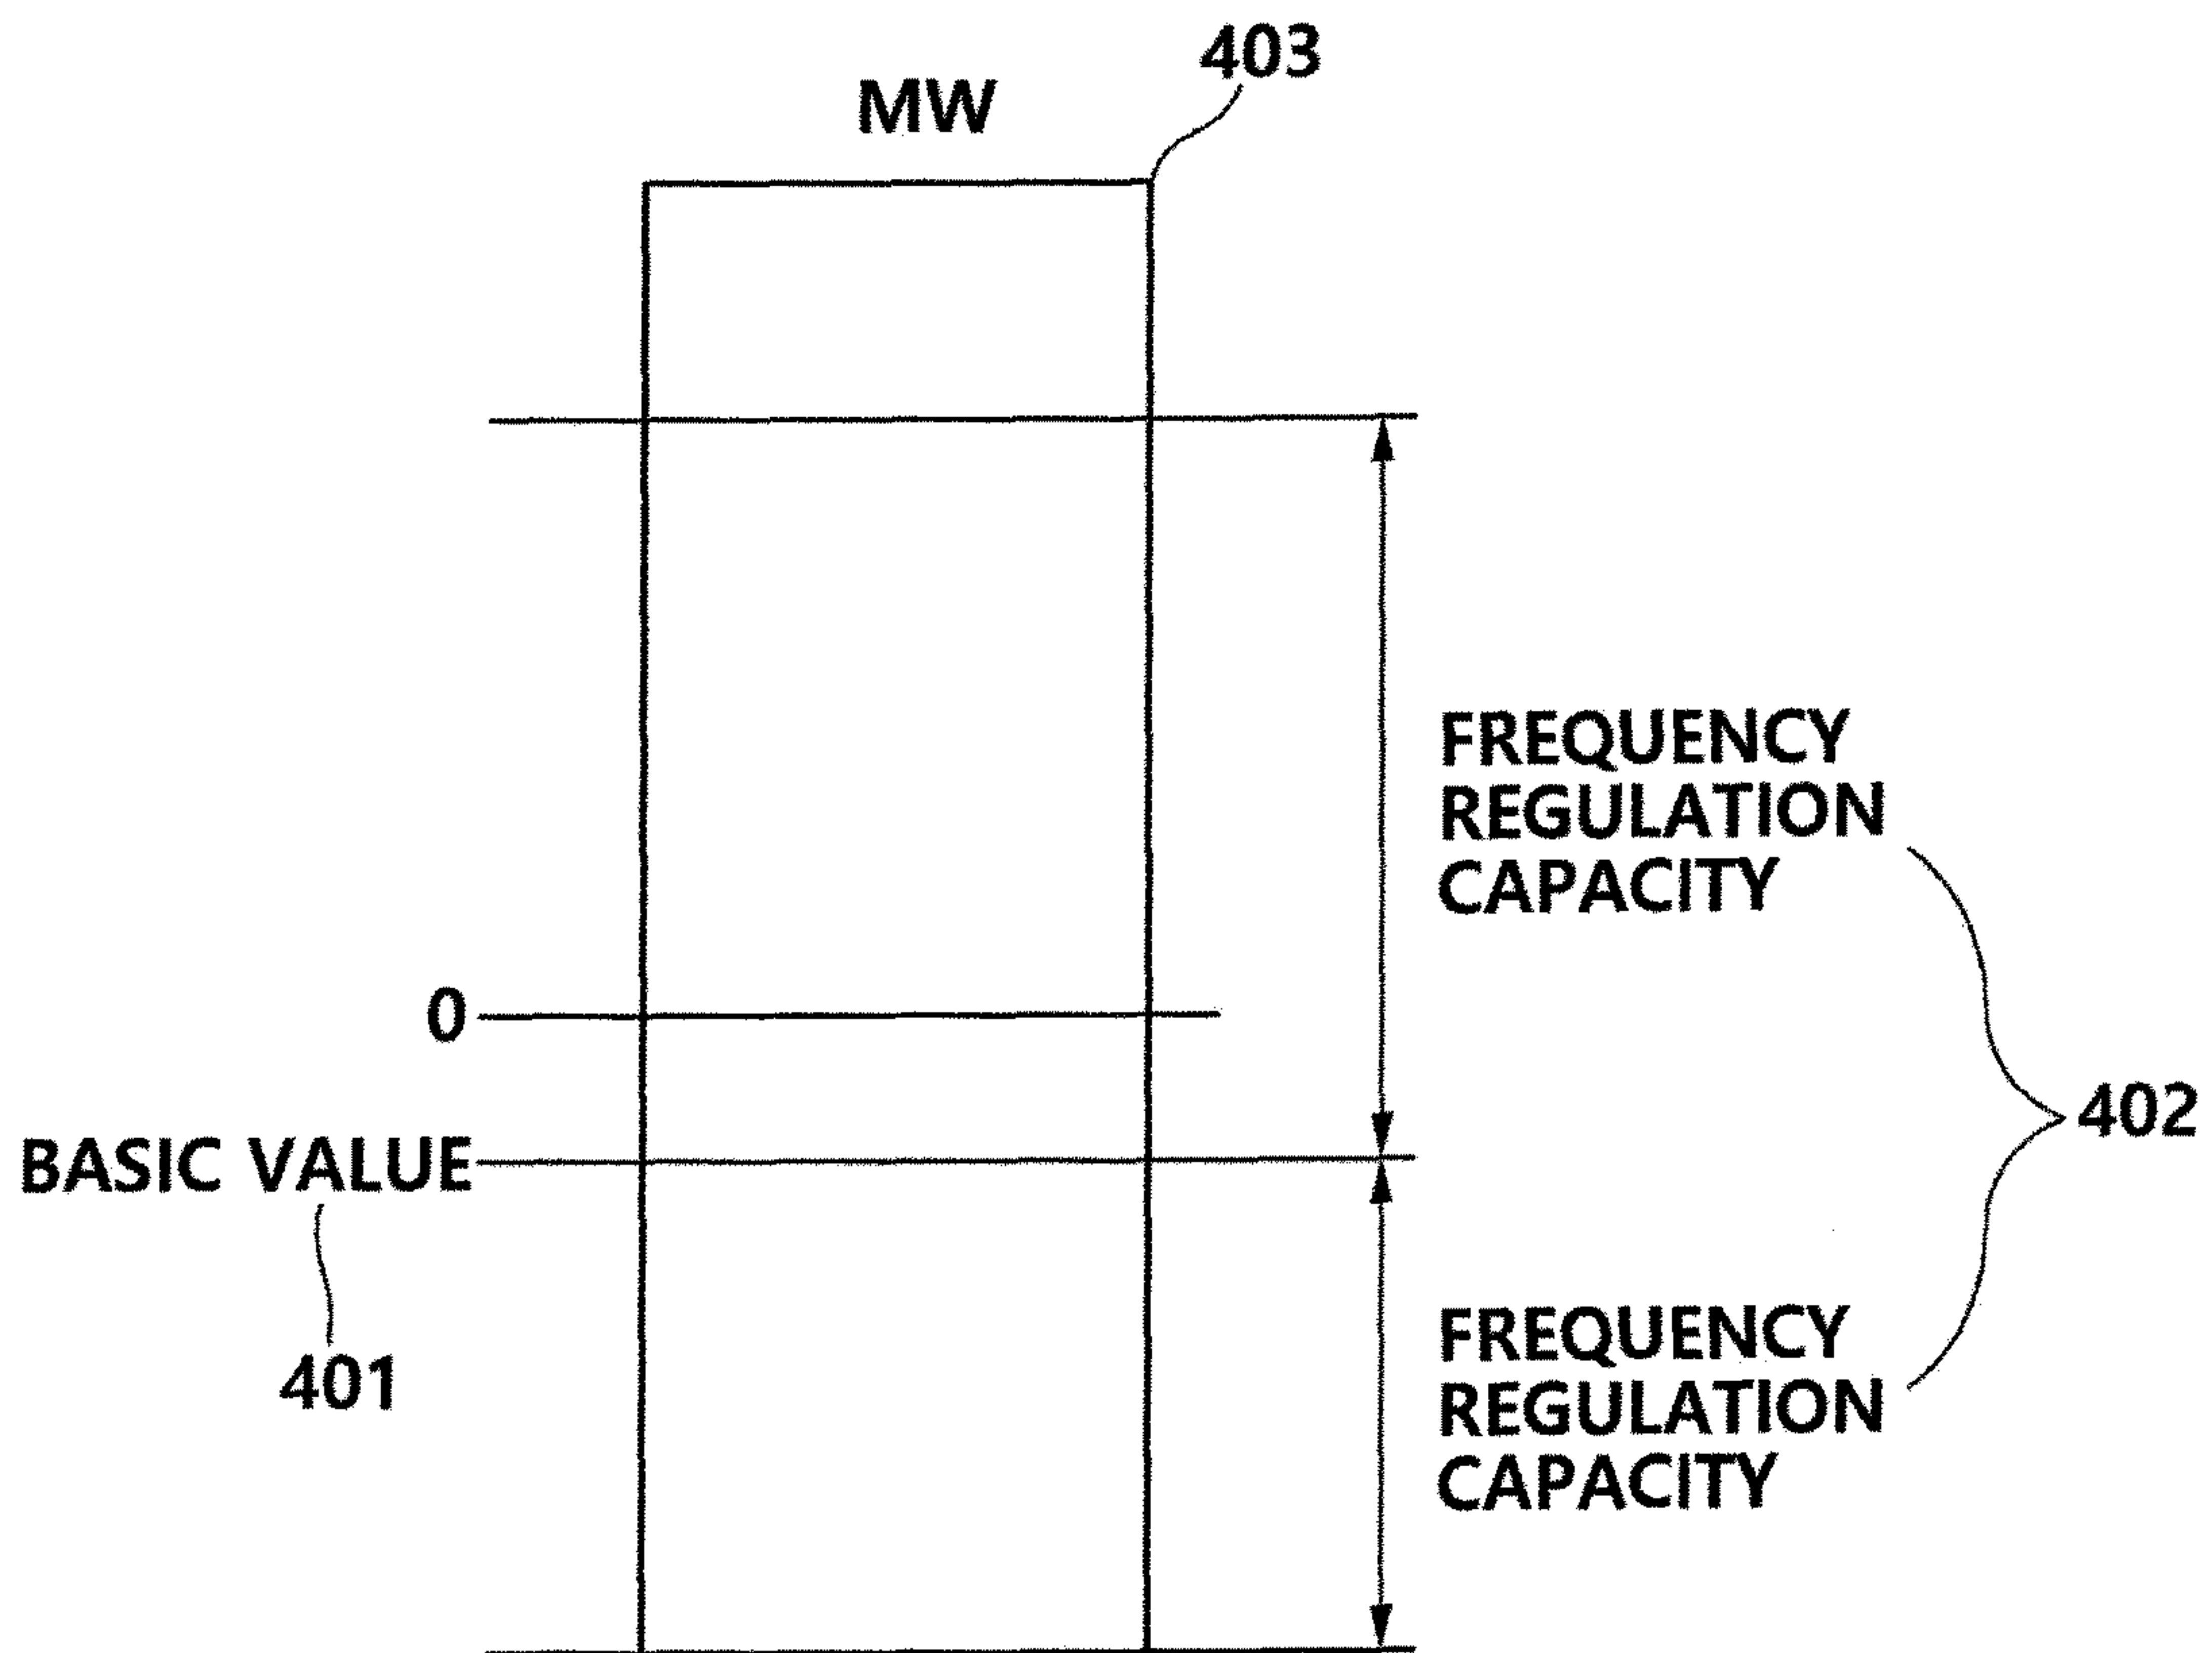 403
MW
FREQUENCY
REGULATION
CAPACITY
0
402
BASIC VALUE
401
FREQUENCY
REGULATION
CAPACITY